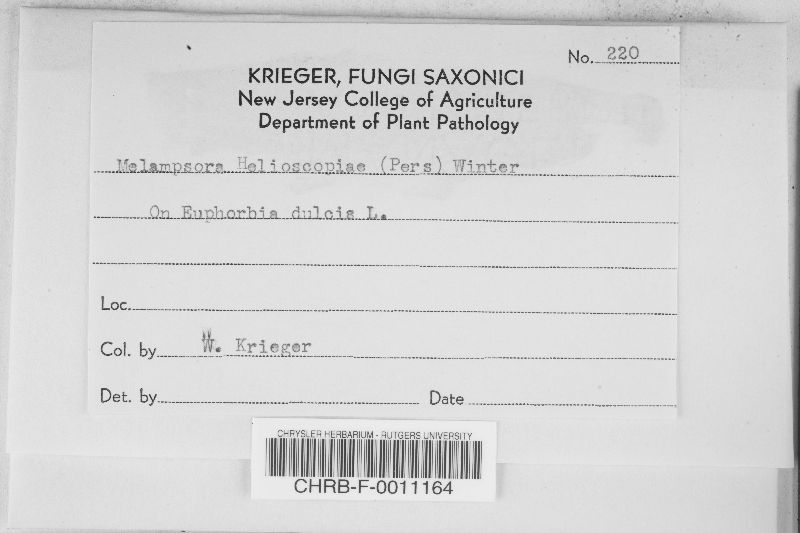 No. 220
KRIEGER, FUNGI SAXONICI
New Jersey College of Agriculture
Department of Plant Pathology
Melampsora Helioscopiae (Pers) Winter
On Euphorbia dulcis L.
Loc.
Col. by W. Krieger
Det. by Date
CHRYSLER HERBARIUM - RUTGERS UNIVERSITY
CHRB-F-0011164